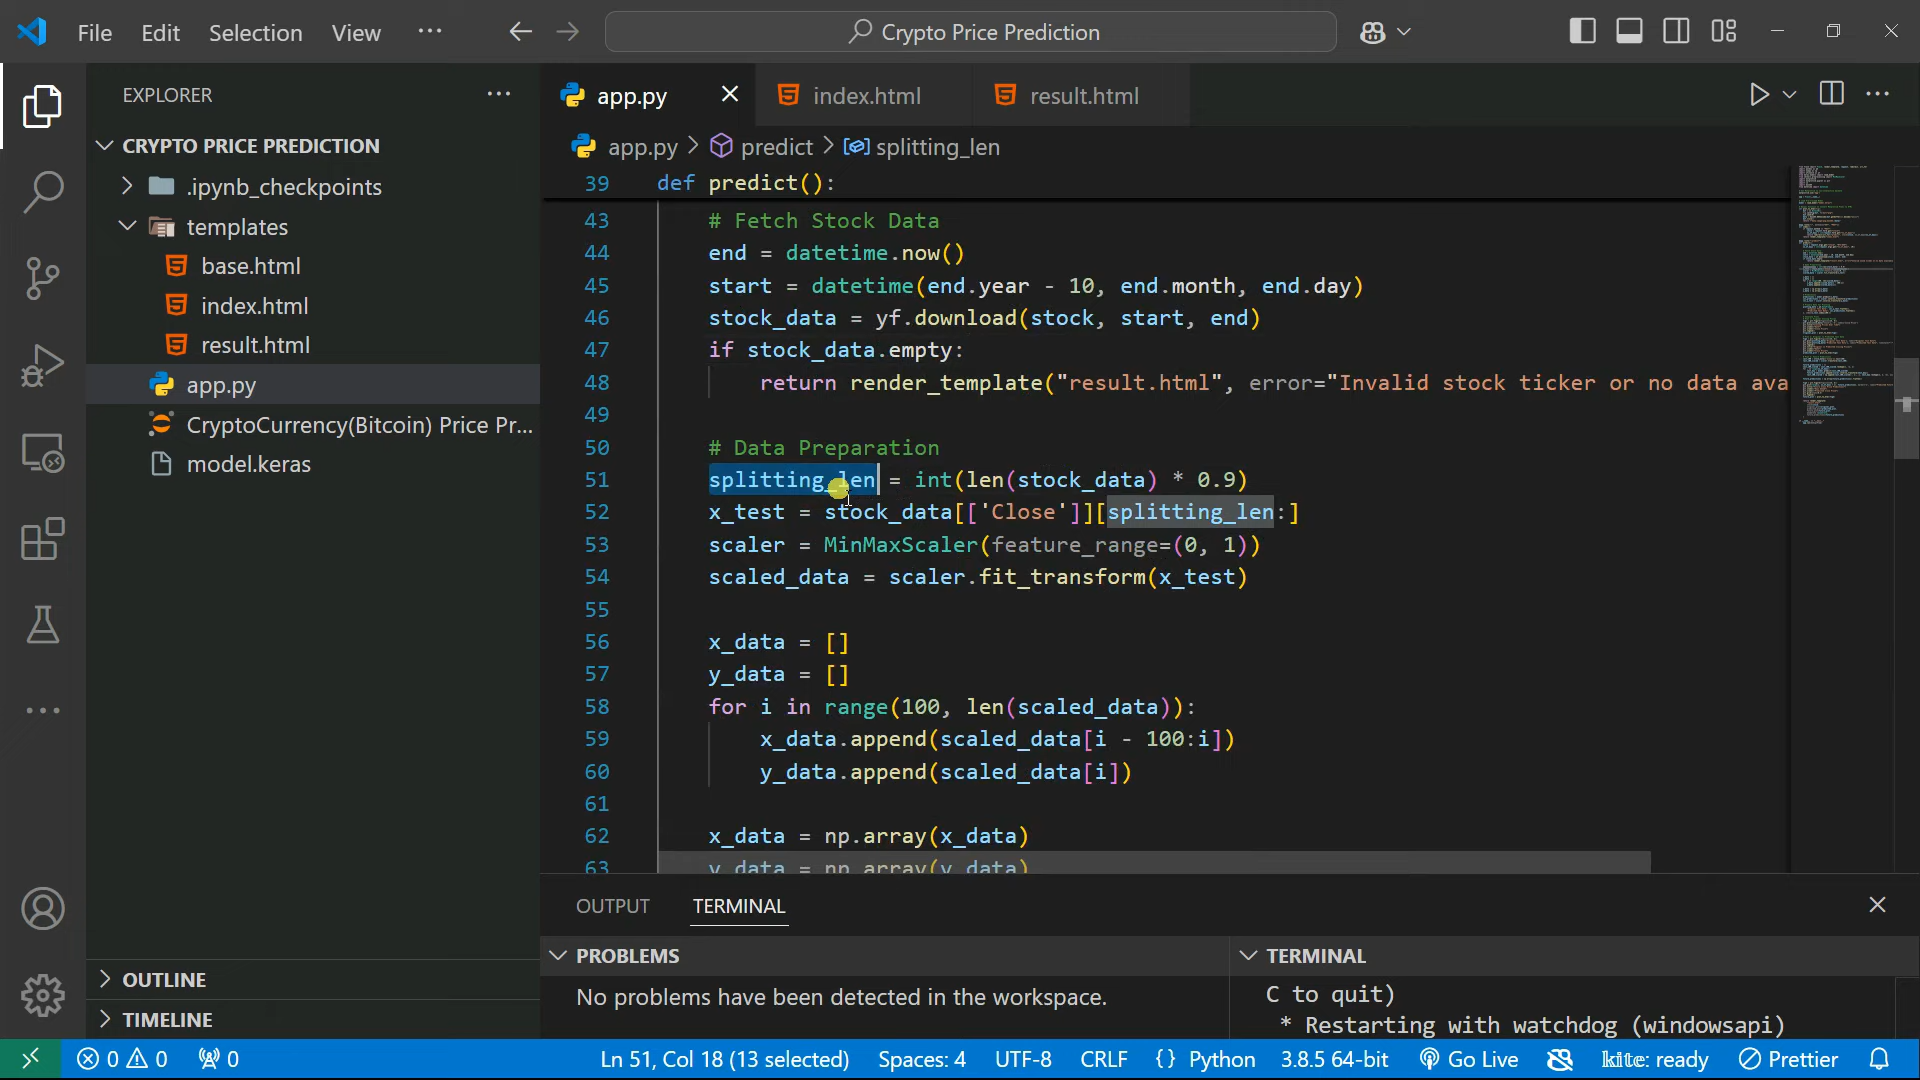 File Edit Selection View ...
Crypto Price Prediction
EXPLORER
CRYPTO PRICE PREDICTION
.ipynb_checkpoints
templates
base.html
index.html
result.html
app.py
CryptoCurrency(Bitcoin) Price Pr...
model.keras
OUTLINE
TIMELINE
app.py
index.html
result.html
app.py > predict > splitting_len
39 def predict():
43 # Fetch Stock Data
44 end = datetime.now()
45 start = datetime(end.year - 10, end.month, end.day)
46 stock_data = yf.download(stock, start, end)
47 if stock_data.empty:
48 return render_template("result.html", error="Invalid stock ticker or no data ava
49
50 # Data Preparation
51 splitting_len = int(len(stock_data) * 0.9)
52 x_test = stock_data[['Close']][splitting_len:]
53 scaler = MinMaxScaler(feature_range=(0, 1))
54 scaled_data = scaler.fit_transform(x_test)
55
56 x_data = []
57 y_data = []
58 for i in range(100, len(scaled_data)):
59 x_data.append(scaled_data[i - 100:i])
60 y_data.append(scaled_data[i])
61
62 x_data = np.array(x_data)
63 y_data = np.array(y_data)
OUTPUT TERMINAL
PROBLEMS
No problems have been detected in the workspace.
TERMINAL
C to quit)
* Restarting with watchdog (windowsapi)
0 0 0 Ln 51, Col 18 (13 selected) Spaces: 4 UTF-8 CRLF {} Python 3.8.5 64-bit Go Live kite: ready Prettier